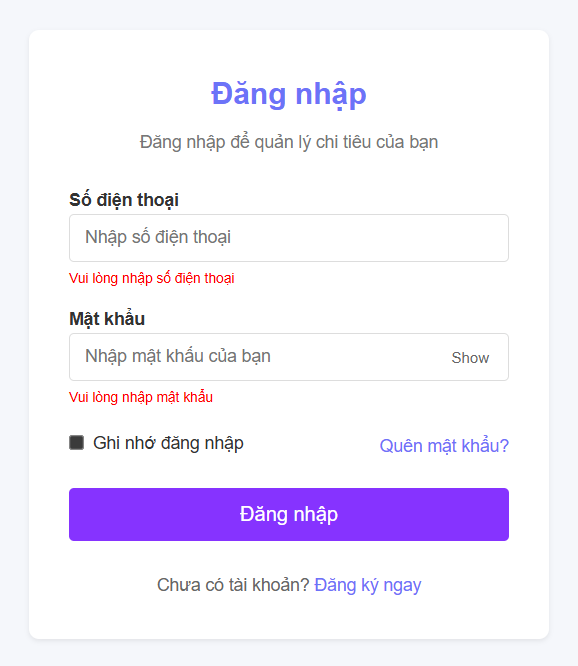 Đăng nhập
Đăng nhập để quản lý chi tiêu của bạn
Số điện thoại
Nhập số điện thoại
Vui lòng nhập số điện thoại
Mật khẩu
Nhập mật khẩu của bạn
Show
Vui lòng nhập mật khẩu
Ghi nhớ đăng nhập
Quên mật khẩu?
Đăng nhập
Chưa có tài khoản? Đăng ký ngay